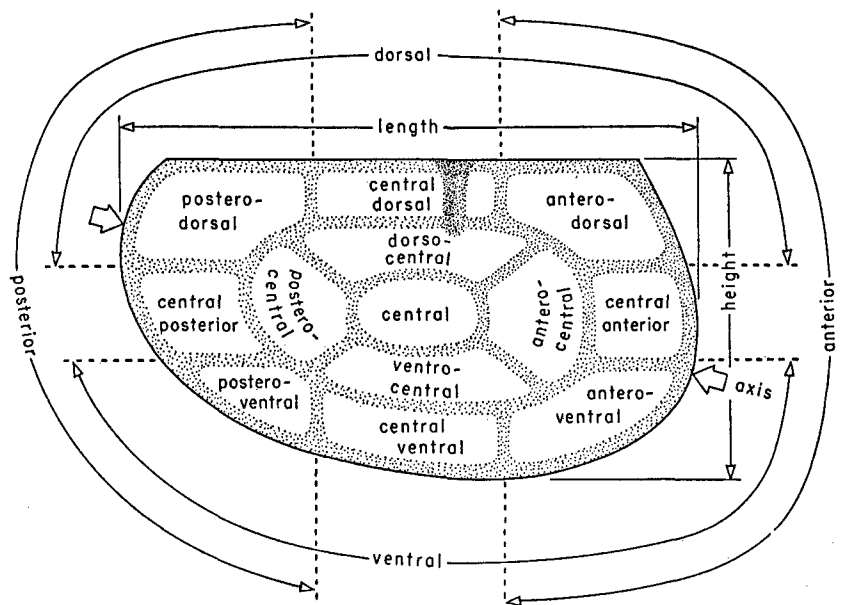 dorsal
length
postero-
dorsal
central
dorsal
antero-
dorsal
dorso-
central
posterior
central
posterior
postero-
central
central
antero-
central
central
anterior
height
anterior
ventro-
central
postero-
ventral
central
ventral
antero-
ventral
axis
ventral